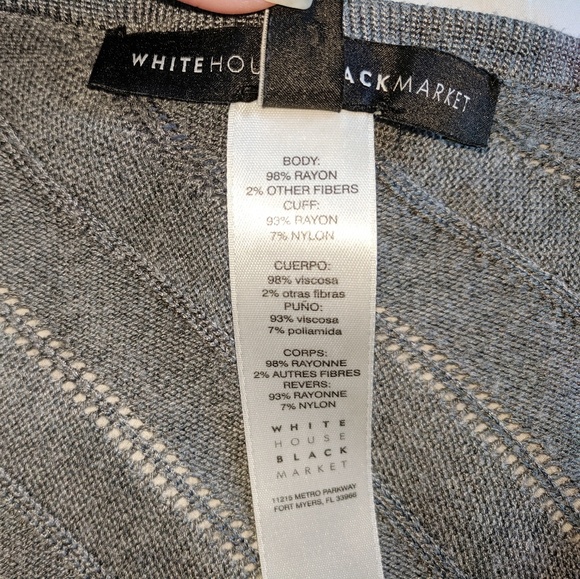 WHITEHOU ACKMARKET
BODY:
98% RAYON
2% OTHER FIBERS
CUFF:
93% RAYON
7% NYLON
CUERPO:
98% viscosa
2% otras fibras
PUÑO:
93% viscosa
7% poliamida
CORPS:
98% RAYONNE
2% AUTRES FIBRES
REVERS:
93% RAYONNE
7% NYLON
WHITE
HOUSE
BLACK
MARKET
11215 METRO PARKWAY
FORT MYERS, FL 33966